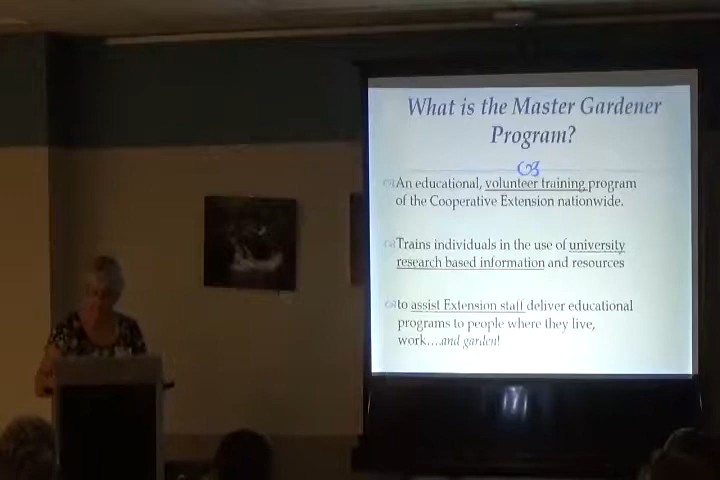 What is the Master Gardener
Program?
An educational, volunteer training program
of the Cooperative Extension nationwide.
Trains individuals in the use of university
research based information and resources
to assist Extension staff deliver educational
programs to people where they live,
work....and garden!